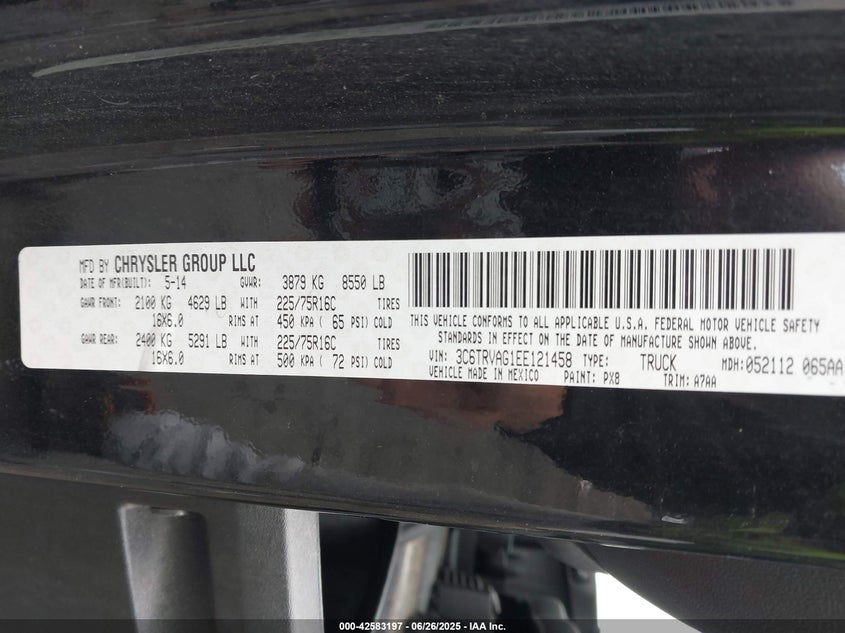 MFD BY CHRYSLER GROUP LLC
DATE OF MFR(BUILT): 5-14 GVWR: 3879 KG 8550 LB
GAWR FRONT: 2100 KG 4629 LB WITH 225/75R16C TIRES
16X6.0 RIMS AT 450 KPA ( 65 PSI) COLD
GAWR REAR: 2400 KG 5291 LB WITH 225/75R16C TIRES
16X6.0 RIMS AT 500 KPA ( 72 PSI) COLD
THIS VEHICLE CONFORMS TO ALL APPLICABLE U.S.A. FEDERAL MOTOR VEHICLE SAFETY
STANDARDS IN EFFECT ON THE DATE OF MANUFACTURE SHOWN ABOVE.
VIN: 3C6TRVAG1EE121458 TYPE: TRUCK MDH:052112 065AA
VEHICLE MADE IN MEXICO PAINT: PX8 TRIM: A7AA
000-42583197 - 06/26/2025 - IAA Inc.